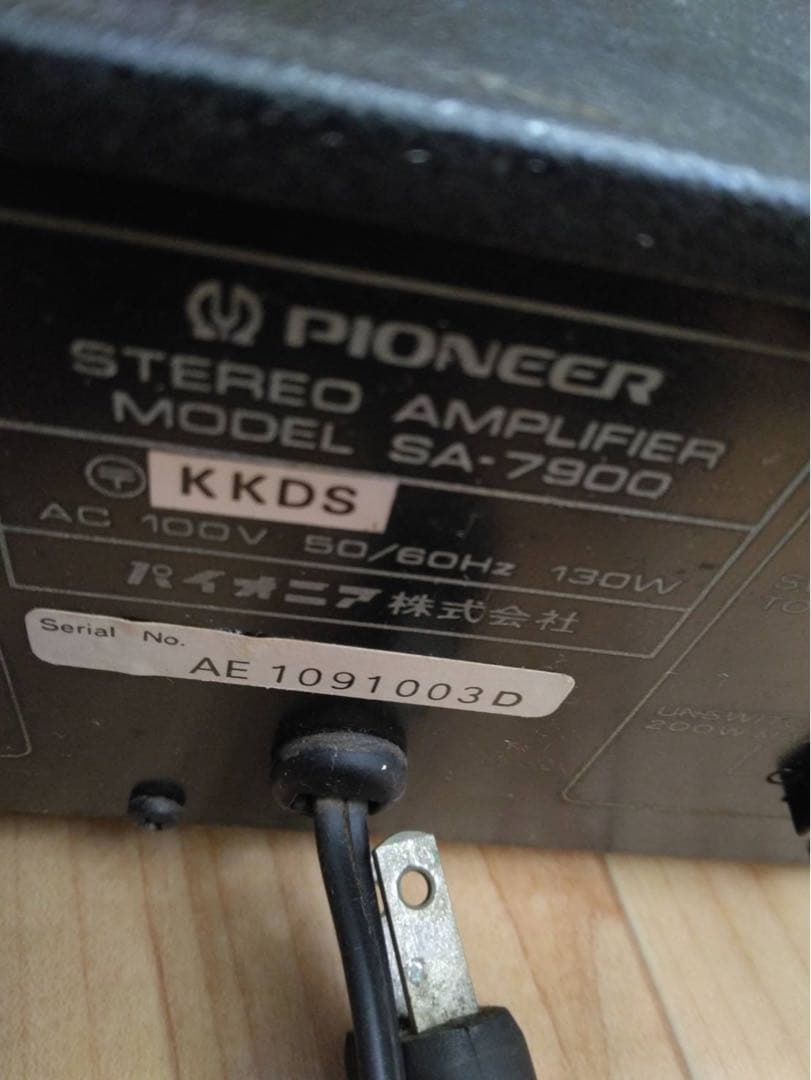 PIONEER
STEREO AMPLIFIER
MODEL SA-7900
KKDS
AC 100V 50/60Hz 130W
パイオニア株式会社
Serial No.
AE 1091003D
200W